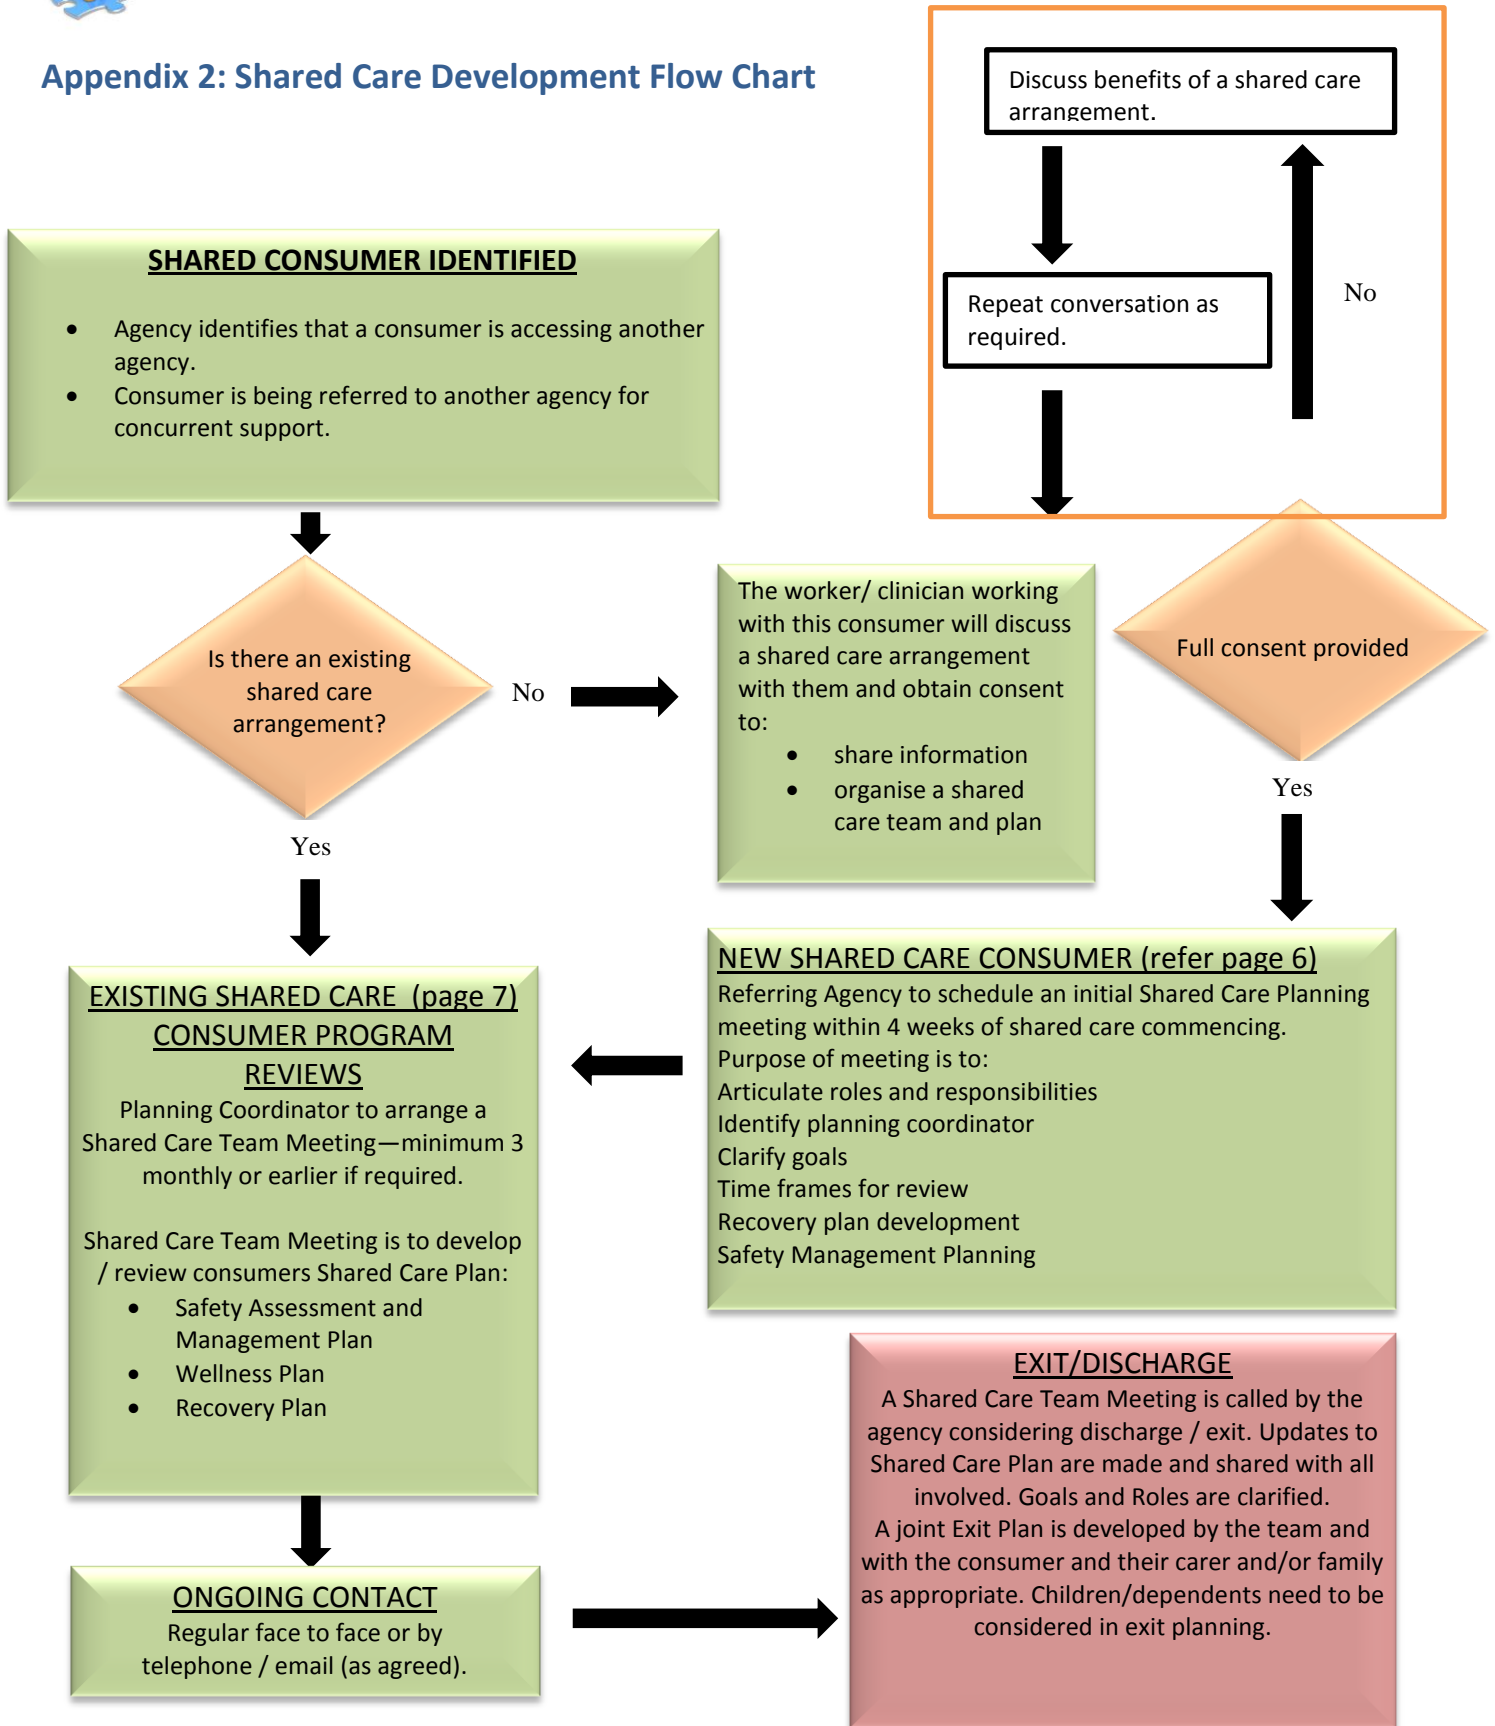 Appendix 2: Shared Care Development Flow Chart
Discuss benefits of a shared care
arrangement.
Repeat conversation as
required.
No
SHARED CONSUMER IDENTIFIED
• Agency identifies that a consumer is accessing another
agency.
• Consumer is being referred to another agency for
concurrent support.
Is there an existing
shared care
arrangement?
No
Yes
The worker/ clinician working
with this consumer will discuss
a shared care arrangement
with them and obtain consent
to:
• share information
• organise a shared
care team and plan
Full consent provided
Yes
NEW SHARED CARE CONSUMER (refer page 6)
Referring Agency to schedule an initial Shared Care Planning
meeting within 4 weeks of shared care commencing.
Purpose of meeting is to:
Articulate roles and responsibilities
Identify planning coordinator
Clarify goals
Time frames for review
Recovery plan development
Safety Management Planning
EXISTING SHARED CARE (page 7)
CONSUMER PROGRAM
REVIEWS
Planning Coordinator to arrange a
Shared Care Team Meeting—minimum 3
monthly or earlier if required.
Shared Care Team Meeting is to develop
/ review consumers Shared Care Plan:
• Safety Assessment and
Management Plan
• Wellness Plan
• Recovery Plan
ONGOING CONTACT
Regular face to face or by
telephone / email (as agreed).
EXIT/DISCHARGE
A Shared Care Team Meeting is called by the
agency considering discharge / exit. Updates to
Shared Care Plan are made and shared with all
involved. Goals and Roles are clarified.
A joint Exit Plan is developed by the team and
with the consumer and their carer and/or family
as appropriate. Children/dependents need to be
considered in exit planning.